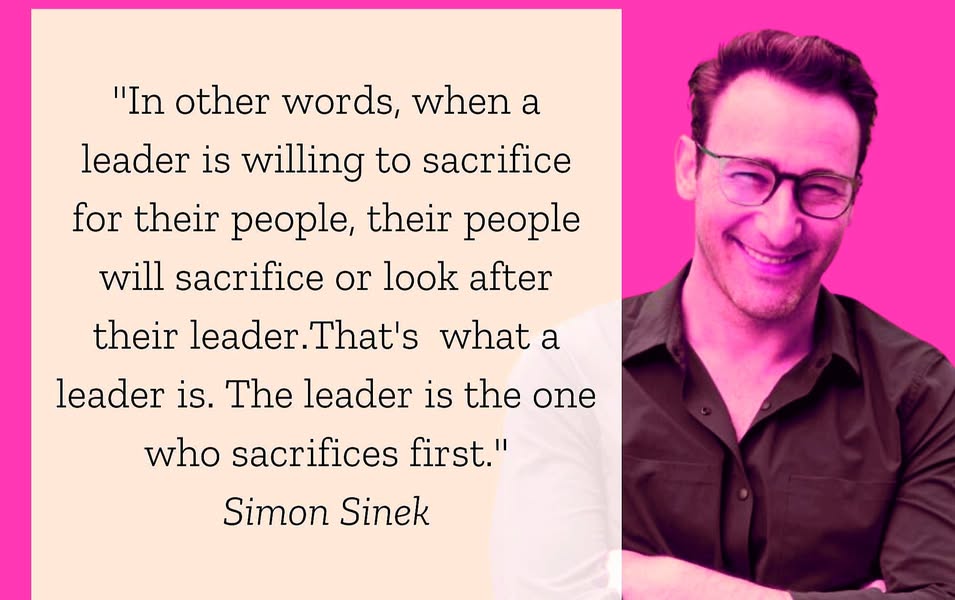 "In other words, when a
leader is willing to sacrifice
for their people, their people
will sacrifice or look after
their leader.That's  what a
leader is. The leader is the one
who sacrifices first."
Simon Sinek